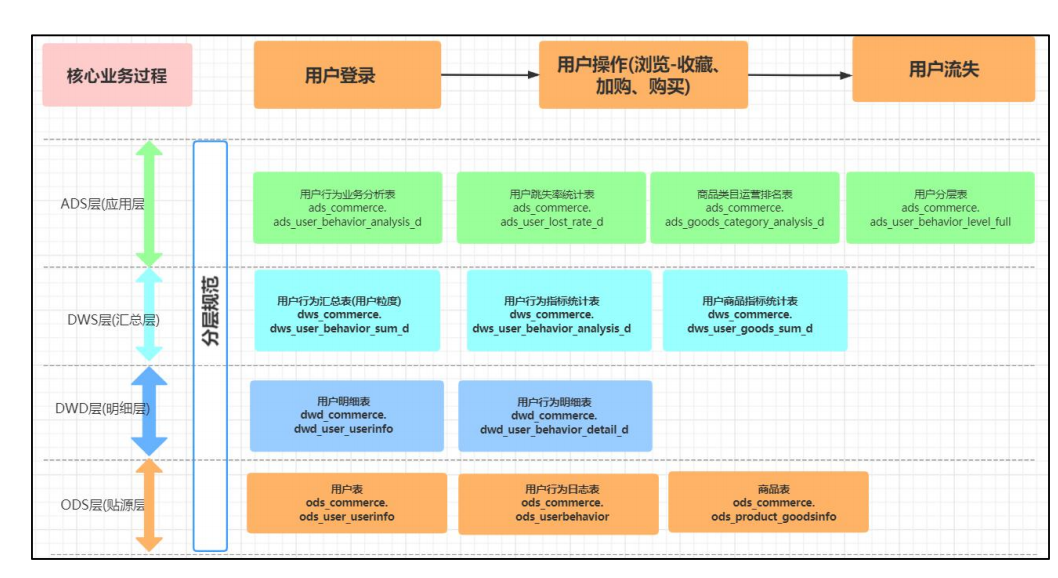 核心业务过程
用户登录
用户操作(浏览-收藏、
加购、购买)
用户流失
分层规范
ADS层(应用层
用户行为业务分析表
ads_commerce.
ads_user_behavior_analysis_d
用户跳失率统计表
ads_commerce.
ads_user_lost_rate_d
商品类目运营排名表
ads_commerce.
ads_goods_category_analysis_d
用户分层表
ads_commerce.
ads_user_behavior_level_full
DWS层(汇总层)
用户行为汇总表(用户粒度)
dws_commerce.
dws_user_behavior_sum_d
用户行为指标统计表
dws_commerce.
dws_user_behavior_analysis_d
用户商品指标统计表
dws_commerce.
dws_user_goods_sum_d
DWD层(明细层)
用户明细表
dwd_commerce.
dwd_user_userinfo
用户行为明细表
dwd_commerce.
dwd_user_behavior_detail_d
ODS层(贴源层
用户表
ods_commerce.
ods_user_userinfo
用户行为日志表
ods_commerce.
ods_userbehavior
商品表
ods_commerce.
ods_product_goodsinfo